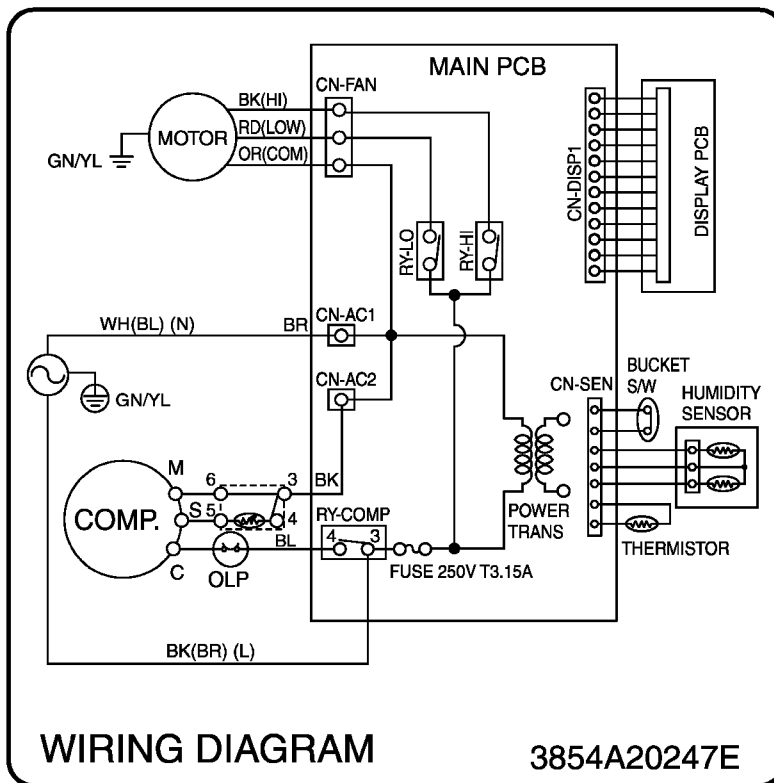 MAIN PCB
CN-FAN
BK(HI)
RD(LOW)
OR(COM)
MOTOR
GN/YL
CN-DISP1
DISPLAY PCB
RY-LO
RY-HI
WH(BL) (N)
BR
CN-AC1
CN-AC2
GN/YL
CN-SEN
BUCKET
S/W
HUMIDITY
SENSOR
M
6
3
BK
COMP.
S
5
4
RY-COMP
4
3
POWER
TRANS
THERMISTOR
C
OLP
BL
FUSE 250V T3.15A
BK(BR) (L)
WIRING DIAGRAM
3854A20247E